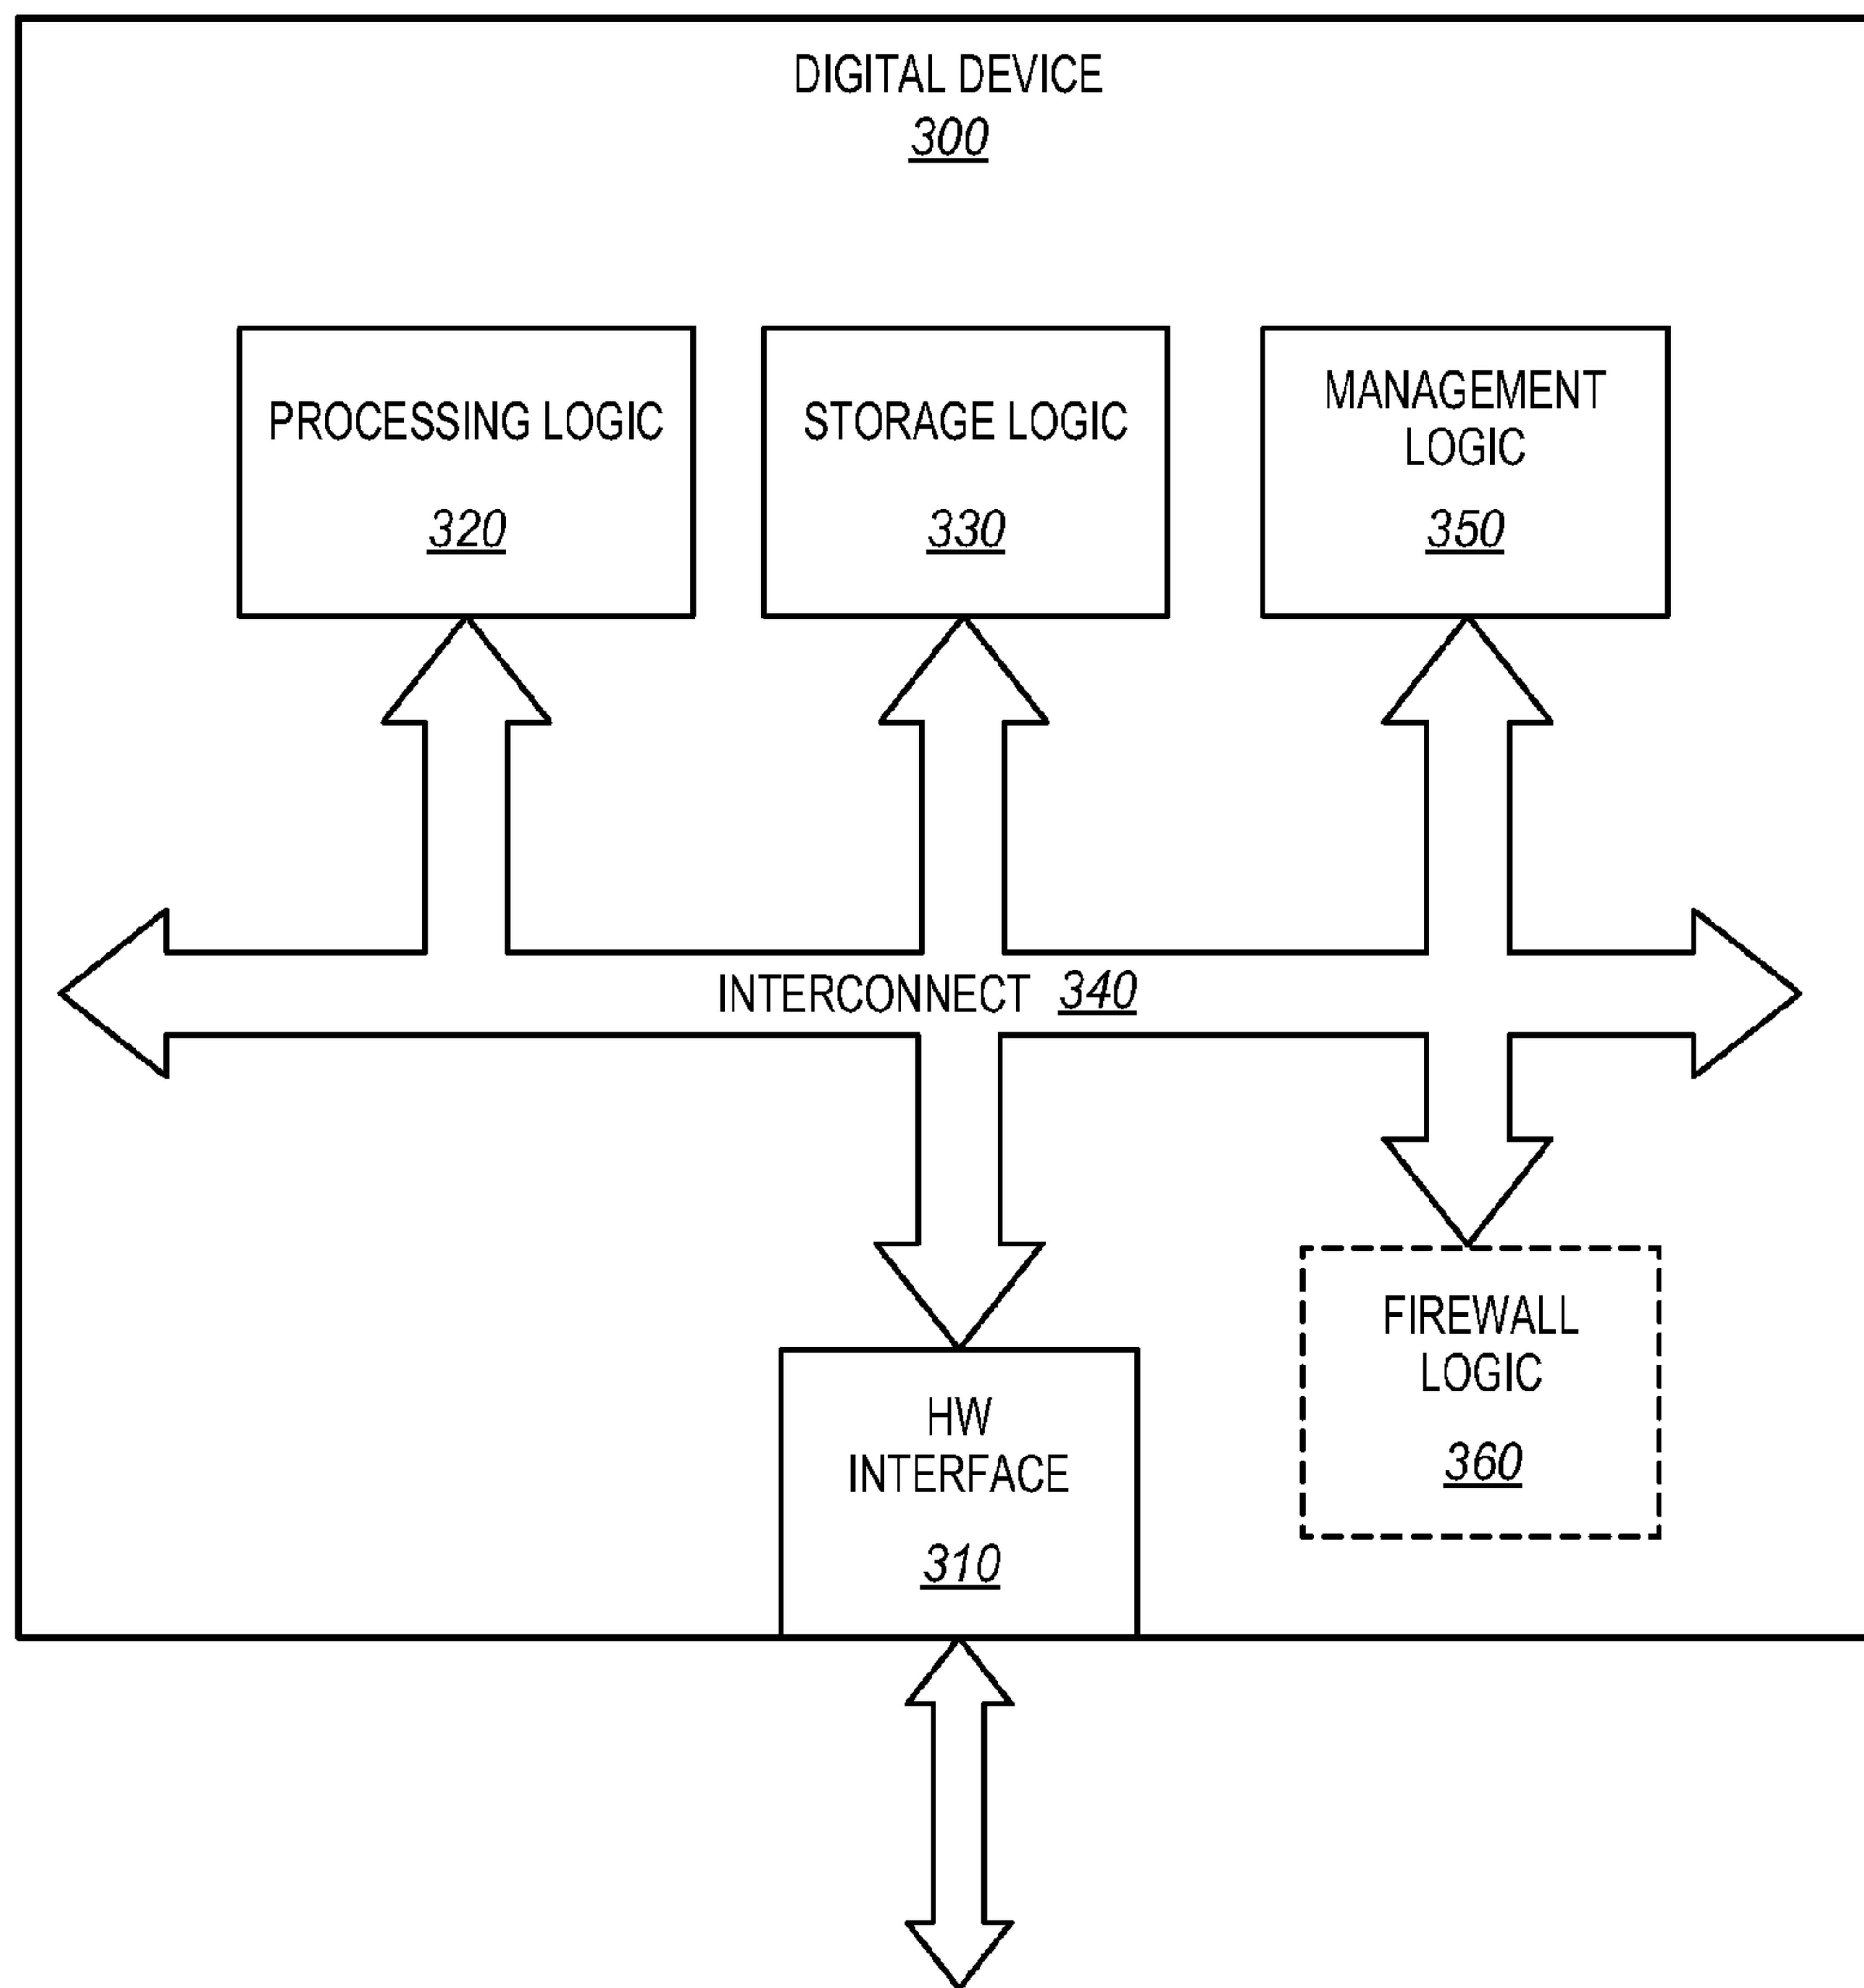 DIGITAL DEVICE
300
PROCESSING LOGIC
320
STORAGE LOGIC
330
MANAGEMENT
LOGIC
350
INTERCONNECT 340
HW
INTERFACE
310
FIREWALL
LOGIC
360